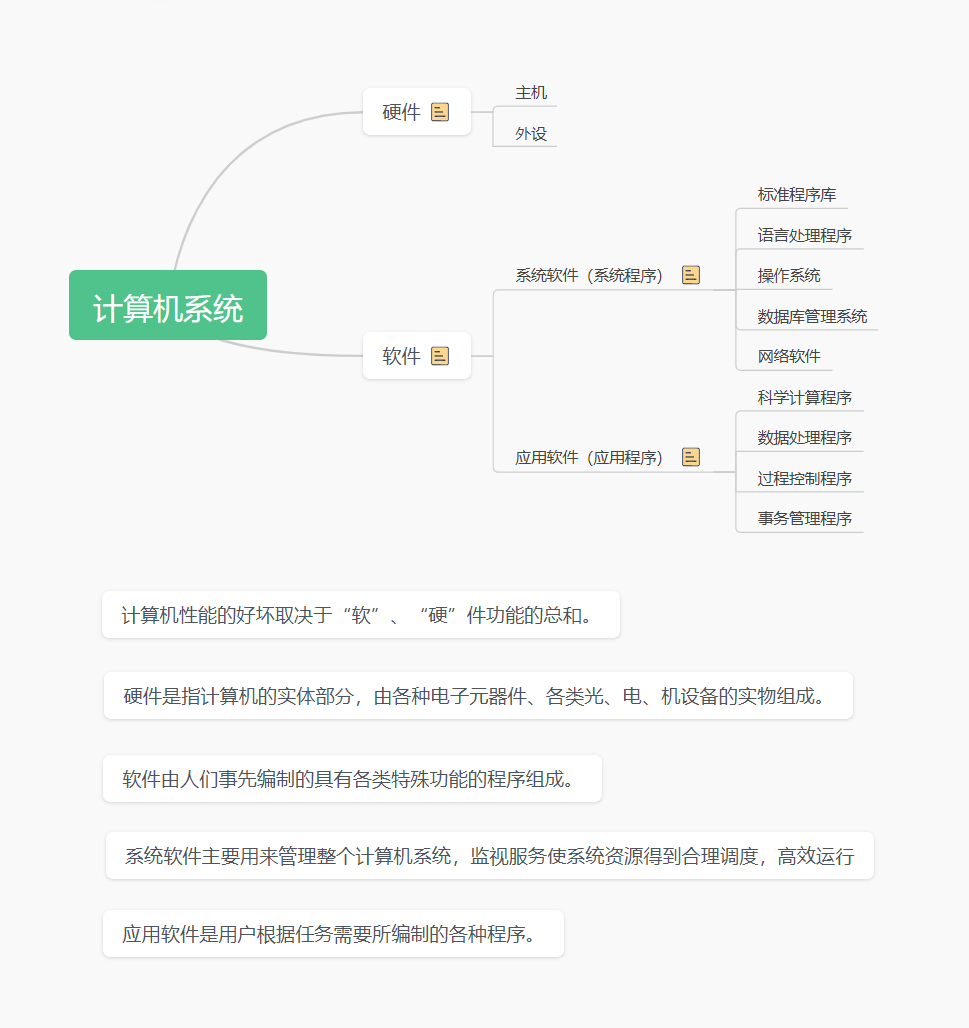 计算机系统
硬件
主机
外设
软件
系统软件（系统程序）
标准程序库
语言处理程序
操作系统
数据库管理系统
网络软件
应用软件（应用程序）
科学计算程序
数据处理程序
过程控制程序
事务管理程序
计算机性能的好坏取决于“软”、“硬”件功能的总和。
硬件是指计算机的实体部分，由各种电子元器件、各类光、电、机设备的实物组成。
软件由人们事先编制的具有各类特殊功能的程序组成。
系统软件主要用来管理整个计算机系统，监视服务使系统资源得到合理调度，高效运行
应用软件是用户根据任务需要所编制的各种程序。